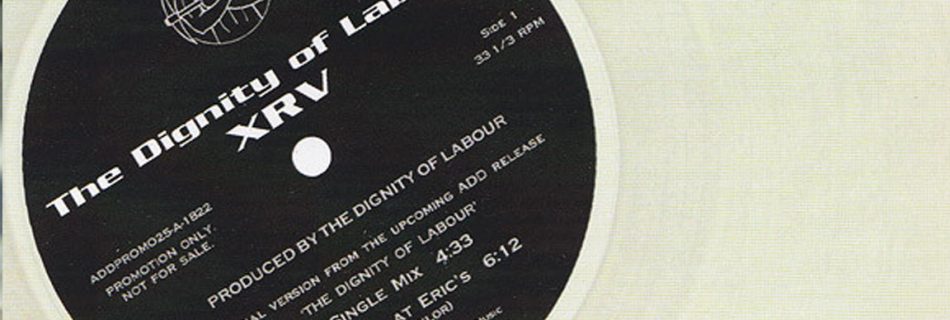 The Dignity of
XRV
SIDE 1
33 1/3 RPM
PRODUCED BY THE DIGNITY OF LABOUR
VERSION FROM THE UPCOMING ADD RELEASE
'THE DIGNITY OF LABOUR'
SINGLE MIX 4:33
AT ERIC'S 6:12
ADDPROMO25-A-1822
PROMOTION ONLY.
NOT FOR SALE.